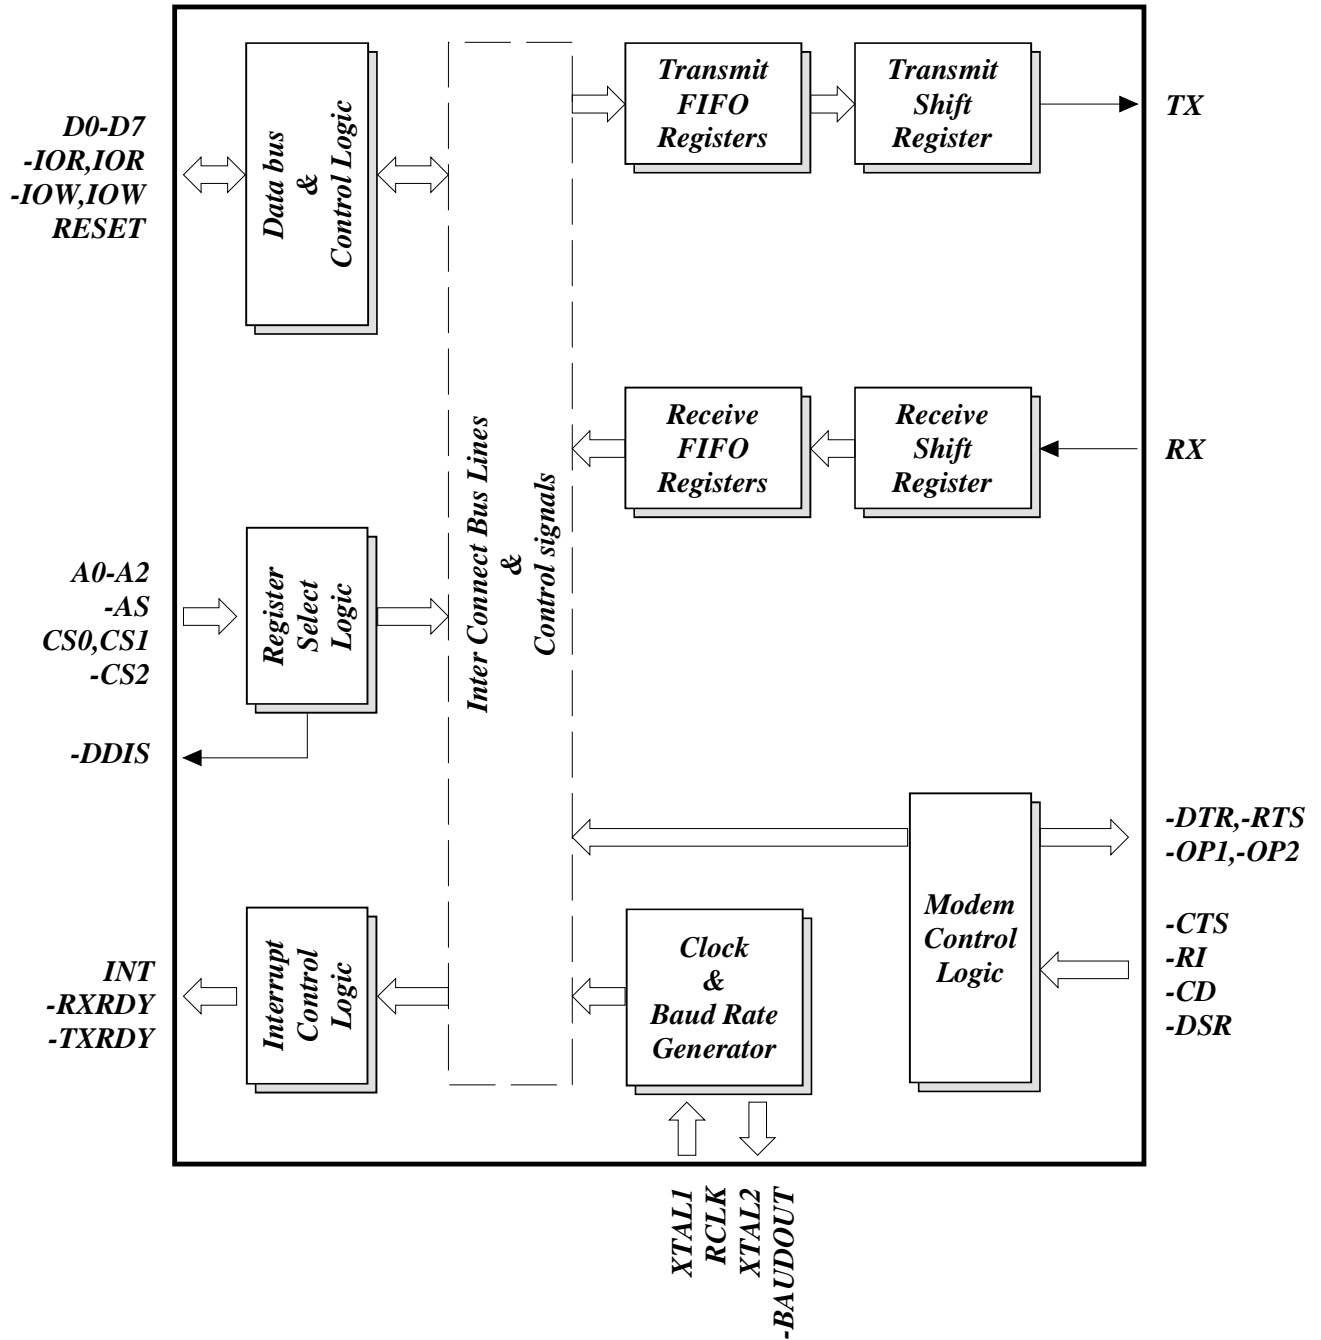 D0-D7
-IOR,IOR
-IOW,IOW
RESET
Data bus
&
Control Logic
Transmit
FIFO
Registers
Transmit
Shift
Register
TX
Receive
FIFO
Registers
Receive
Shift
Register
RX
Inter Connect Bus Lines
&
Control signals
A0-A2
-AS
CS0,CS1
-CS2
Register
Select
Logic
-DDIS
-DTR,-RTS
-OP1,-OP2
Modem
Control
Logic
-CTS
-RI
-CD
-DSR
INT
-RXRDY
-TXRDY
Interrupt
Control
Logic
Clock
&
Baud Rate
Generator
XTAL1
RCLK
XTAL2
-BAUDOUT